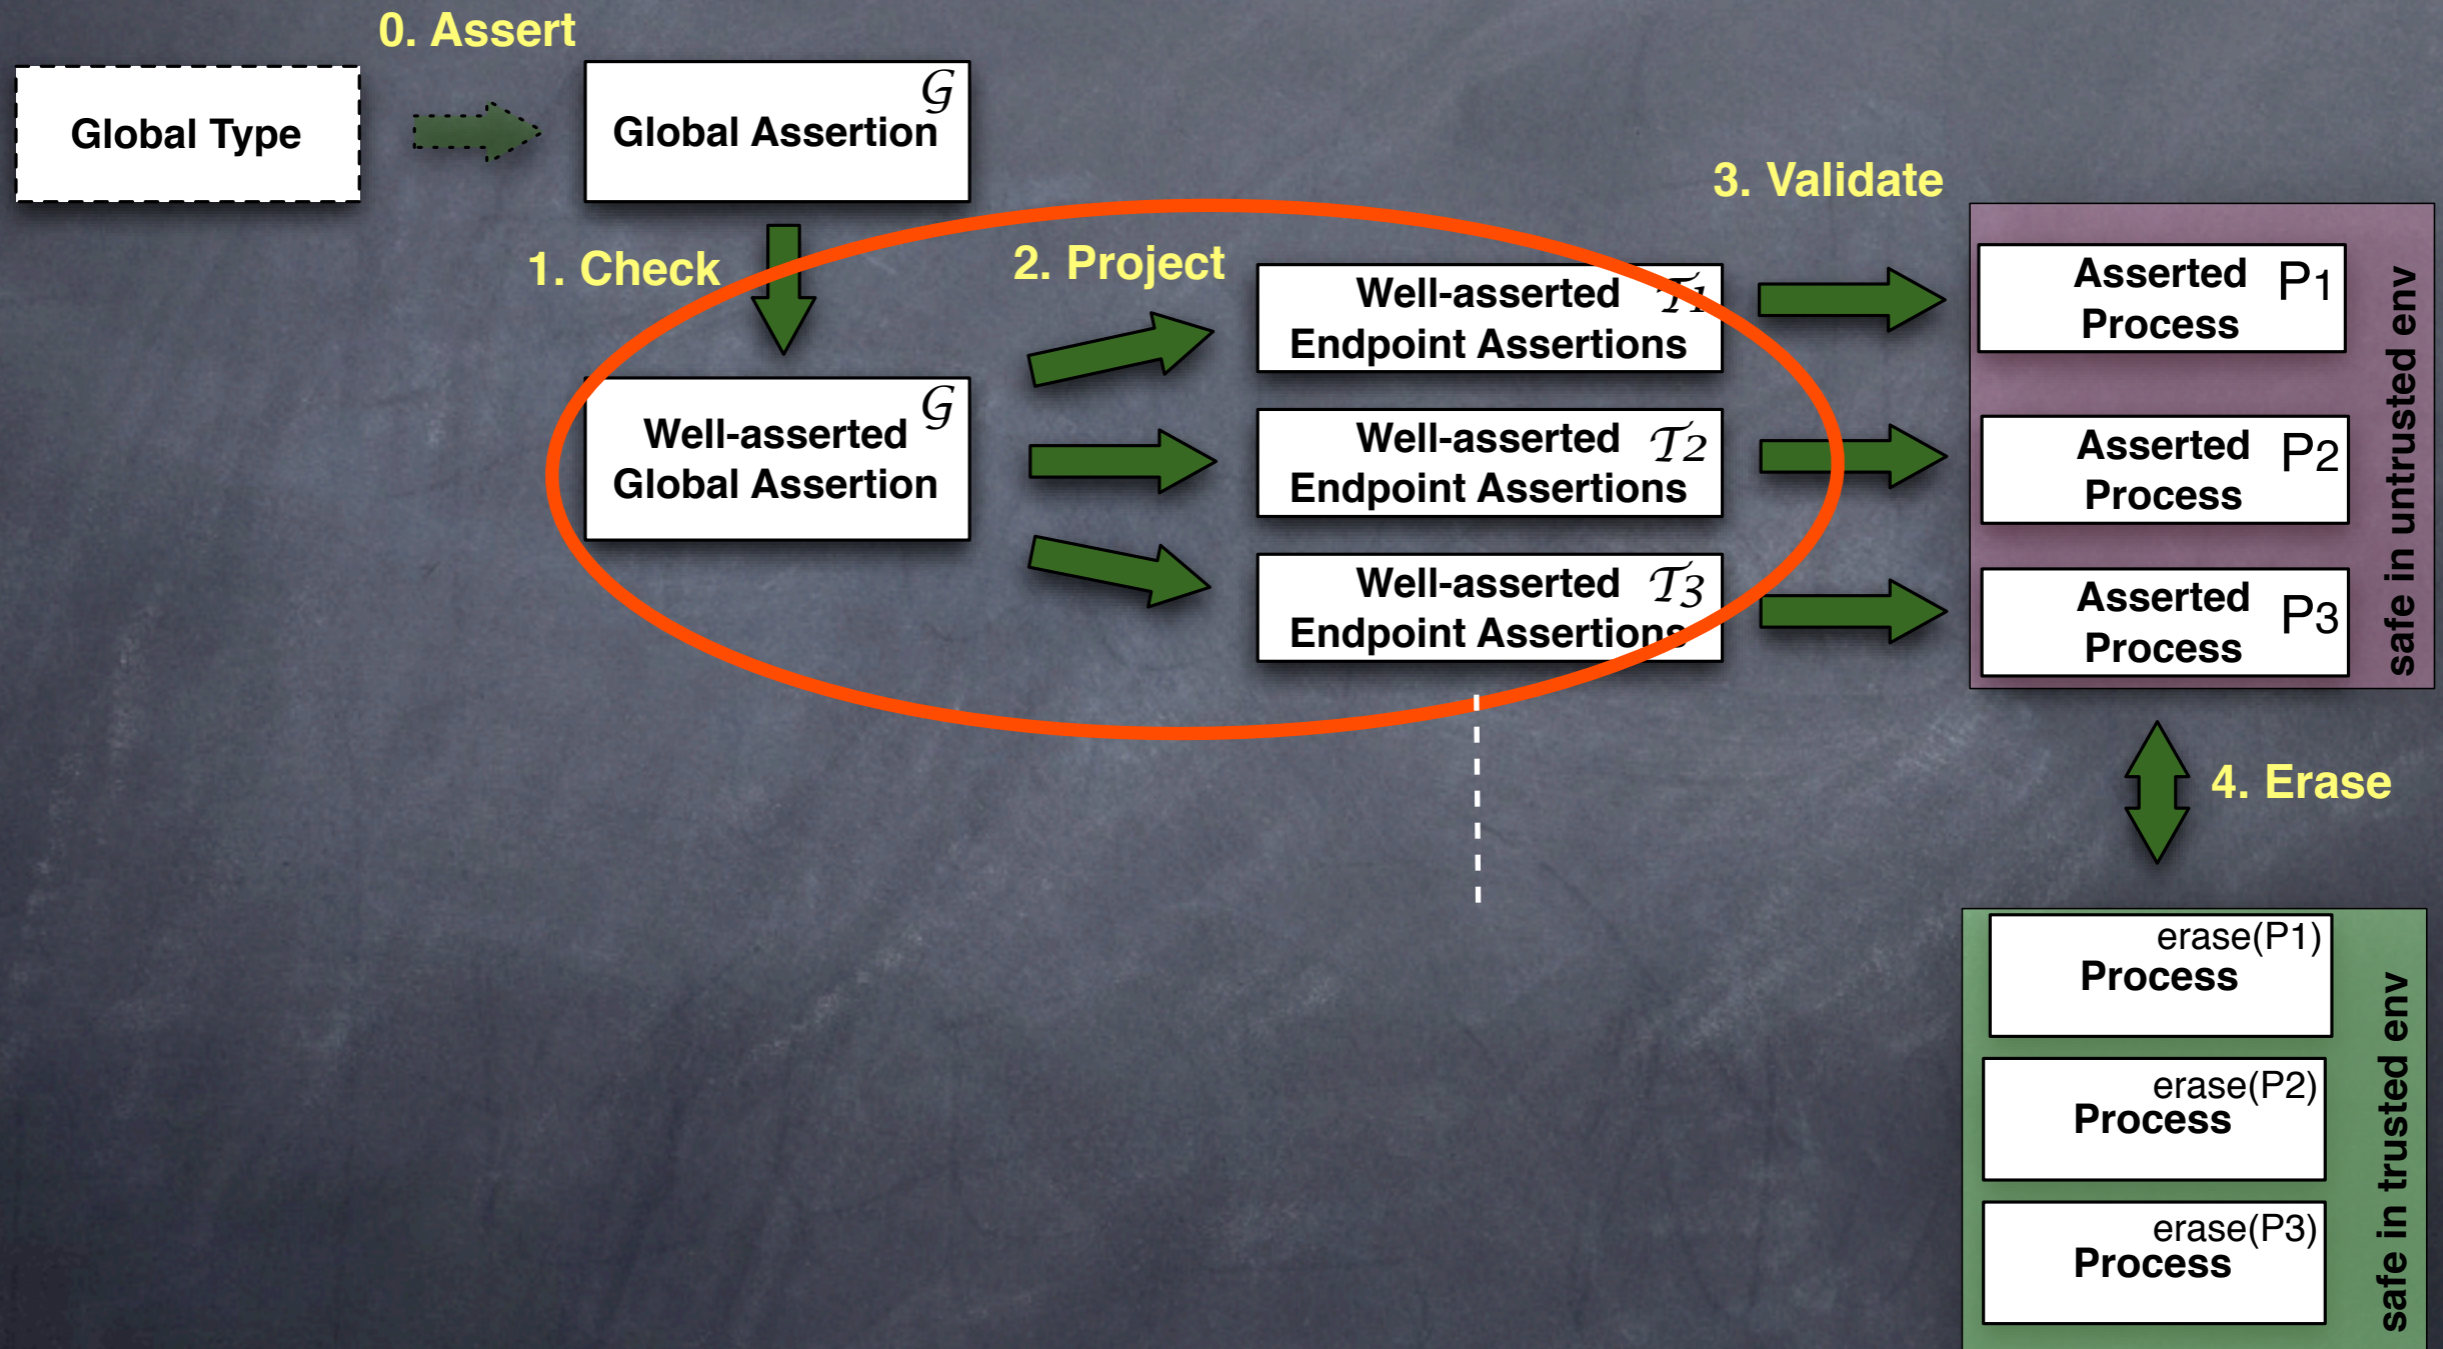 0. Assert
Global Type
𝒢
Global Assertion
1. Check
𝒢
Well-asserted
Global Assertion
2. Project
Well-asserted 𝒯1
Endpoint Assertions
Well-asserted 𝒯2
Endpoint Assertions
Well-asserted 𝒯3
Endpoint Assertions
3. Validate
Asserted P1
Process
Asserted P2
Process
Asserted P3
Process
safe in untrusted env
4. Erase
erase(P1)
Process
erase(P2)
Process
erase(P3)
Process
safe in trusted env